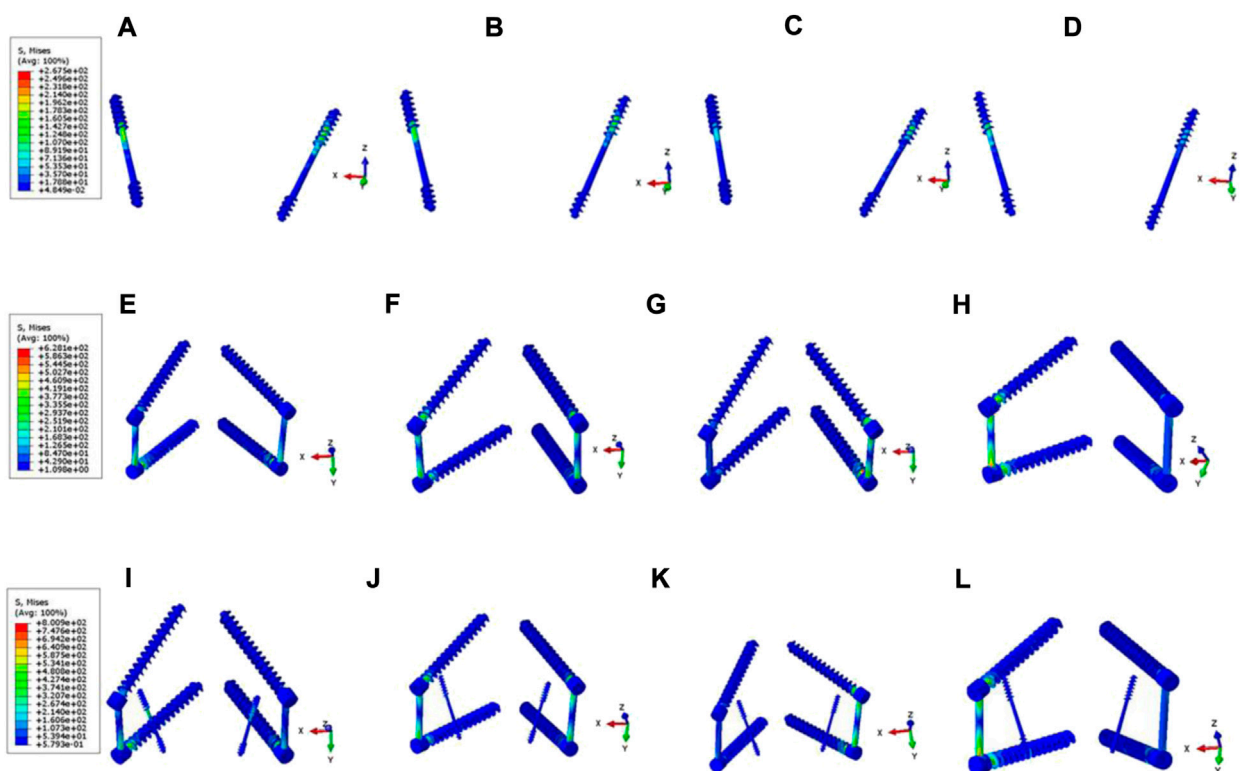 A B C D
S, Mises
(Avg: 100%)
+2.675e+02
+2.496e+02
+2.318e+02
+2.140e+02
+1.962e+02
+1.783e+02
+1.605e+02
+1.427e+02
+1.248e+02
+1.070e+02
+8.919e+01
+7.136e+01
+5.353e+01
+3.570e+01
+1.788e+01
+4.849e-02
Z X Y
Z X Y
Z X Y
Z X Y
E F G H
S, Mises
(Avg: 100%)
+6.281e+02
+5.863e+02
+5.445e+02
+5.027e+02
+4.609e+02
+4.191e+02
+3.773e+02
+3.355e+02
+2.937e+02
+2.519e+02
+2.101e+02
+1.683e+02
+1.265e+02
+8.470e+01
+4.290e+01
+1.098e+00
Z X Y
Z X Y
Z X Y
Z X Y
I J K L
S, Mises
(Avg: 100%)
+8.009e+02
+7.476e+02
+6.942e+02
+6.409e+02
+5.875e+02
+5.341e+02
+4.808e+02
+4.274e+02
+3.741e+02
+3.207e+02
+2.674e+02
+2.140e+02
+1.606e+02
+1.073e+02
+5.394e+01
+5.793e-01
Z X Y
Z X Y
Z X Y
Z X Y